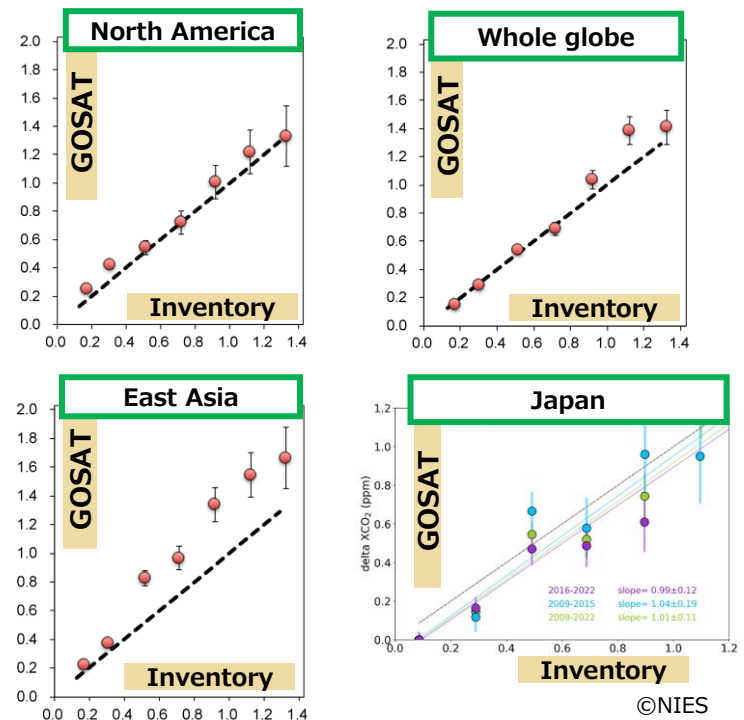 North America
GOSAT
2.0
1.8
1.6
1.4
1.2
1.0
0.8
0.6
0.4
0.2
0.0
Inventory
0.0 0.2 0.4 0.6 0.8 1.0 1.2 1.4
Whole globe
GOSAT
2.0
1.8
1.6
1.4
1.2
1.0
0.8
0.6
0.4
0.2
0.0
Inventory
0.0 0.2 0.4 0.6 0.8 1.0 1.2 1.4
East Asia
GOSAT
2.0
1.8
1.6
1.4
1.2
1.0
0.8
0.6
0.4
0.2
0.0
Inventory
0.0 0.2 0.4 0.6 0.8 1.0 1.2 1.4
Japan
GOSAT
delta XCO₂ (ppm)
1.2
1.0
0.8
0.6
0.4
0.2
0.0
2016-2022 slope= 0.99±0.12
2009-2015 slope= 1.04±0.19
2009-2022 slope= 1.01±0.11
0.0 0.2 0.4 0.6 0.8 1.0 1.2
Inventory
©NIES